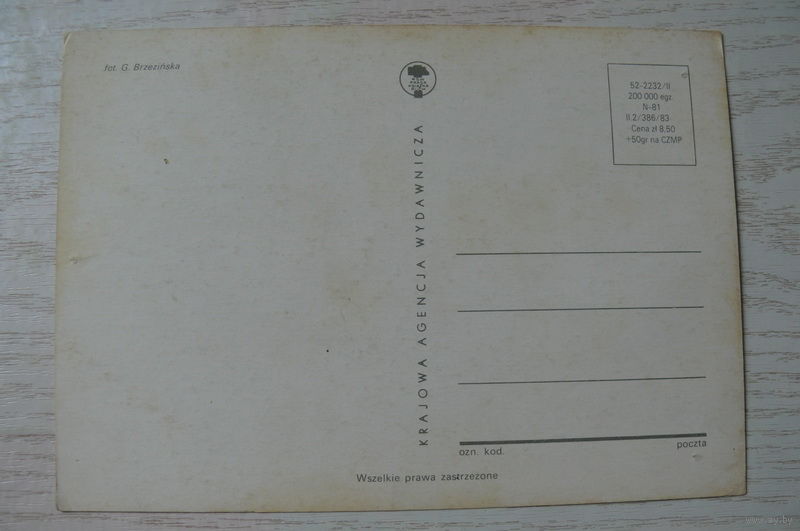 fot. G. Brzezińska
52-2232/II
200 000 egz.
N-81
II.2/386/83
Cena zł 8,50
+50gr na CZMP
KRAJOWA AGENCJA WYDAWNICZA
ozn. kod.
poczta
Wszelkie prawa zastrzeżone